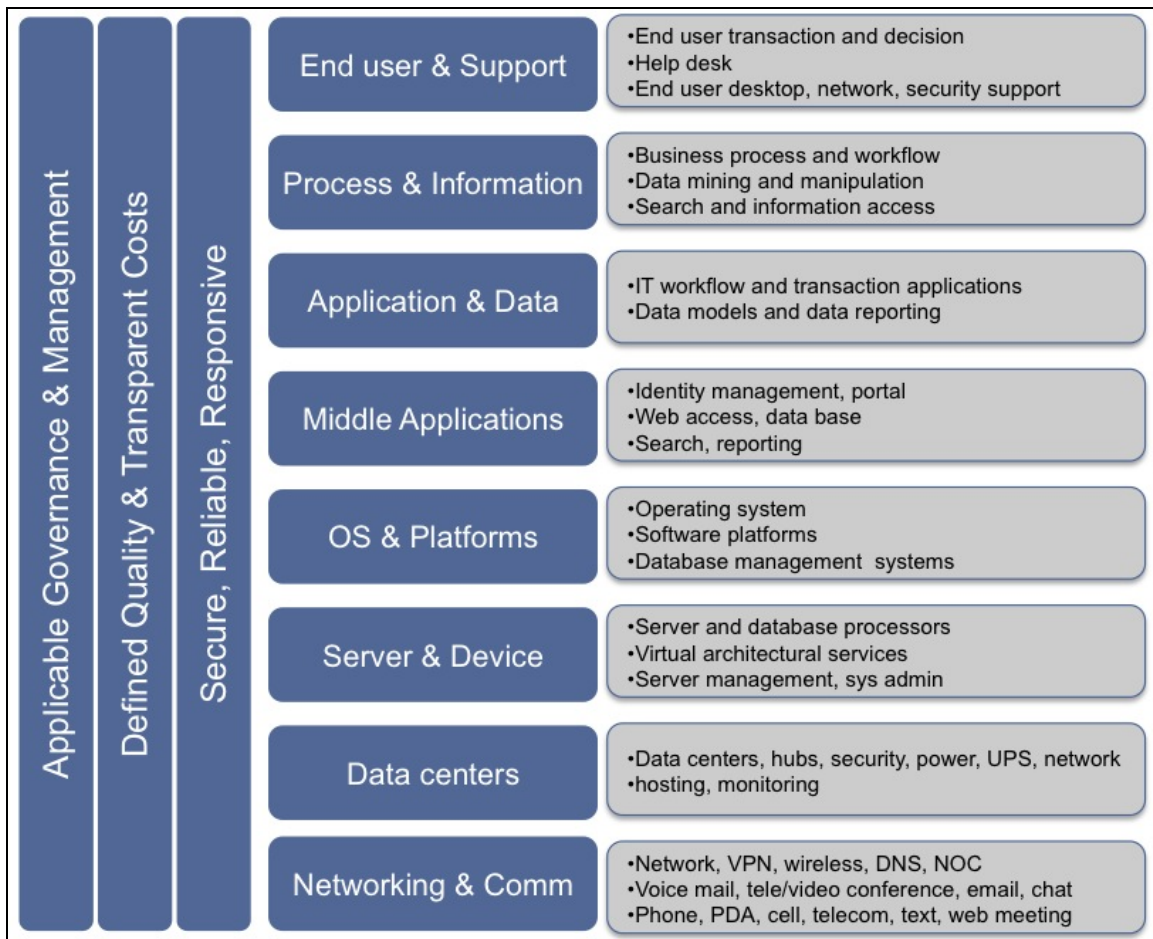 Applicable Governance & Management
Defined Quality & Transparent Costs
Secure, Reliable, Responsive
End user & Support
•End user transaction and decision
•Help desk
•End user desktop, network, security support
Process & Information
•Business process and workflow
•Data mining and manipulation
•Search and information access
Application & Data
•IT workflow and transaction applications
•Data models and data reporting
Middle Applications
•Identity management, portal
•Web access, data base
•Search, reporting
OS & Platforms
•Operating system
•Software platforms
•Database management systems
Server & Device
•Server and database processors
•Virtual architectural services
•Server management, sys admin
Data centers
•Data centers, hubs, security, power, UPS, network
•hosting, monitoring
Networking & Comm
•Network, VPN, wireless, DNS, NOC
•Voice mail, tele/video conference, email, chat
•Phone, PDA, cell, telecom, text, web meeting